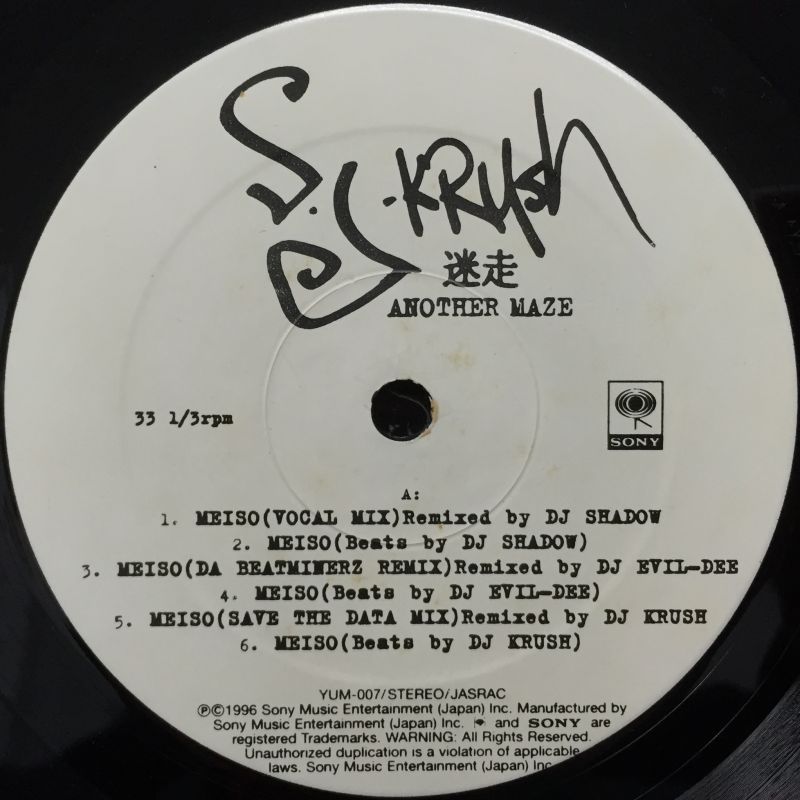 DJ-KRUSH
迷走
ANOTHER MAZE
33 1/3rpm
SONY
A:
1. MEISO(VOCAL MIX)Remixed by DJ SHADOW
2. MEISO(Beats by DJ SHADOW)
3. MEISO(DA BEATMINERZ REMIX)Remixed by DJ EVIL-DEE
4. MEISO(Beats by DJ EVIL-DEE)
5. MEISO(SAVE THE DATA MIX)Remixed by DJ KRUSH
6. MEISO(Beats by DJ KRUSH)
YUM-007/STEREO/JASRAC
℗©1996 Sony Music Entertainment (Japan) Inc. Manufactured by
Sony Music Entertainment (Japan) Inc. and SONY are
registered Trademarks. WARNING: All Rights Reserved.
Unauthorized duplication is a violation of applicable
laws. Sony Music Entertainment (Japan) Inc